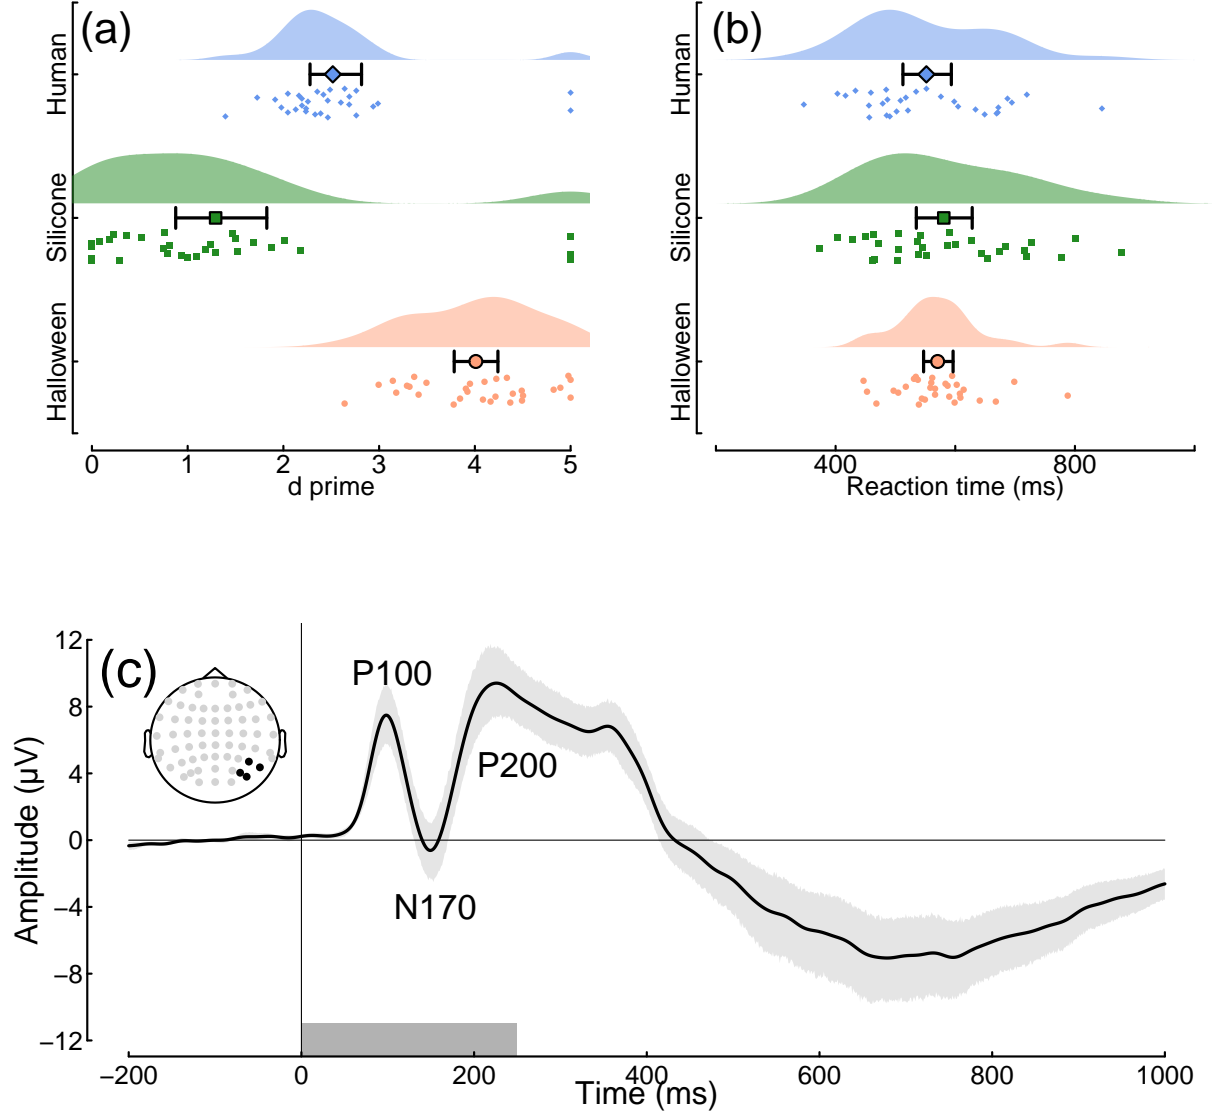 (a)
Human
Silicone
Halloween
0 1 2 3 4 5
d prime
(b)
Human
Silicone
Halloween
400 800
Reaction time (ms)
(c)
P100
P200
N170
Amplitude (µV)
12
8
4
0
−4
−8
−12
−200 0 200 400 600 800 1000
Time (ms)